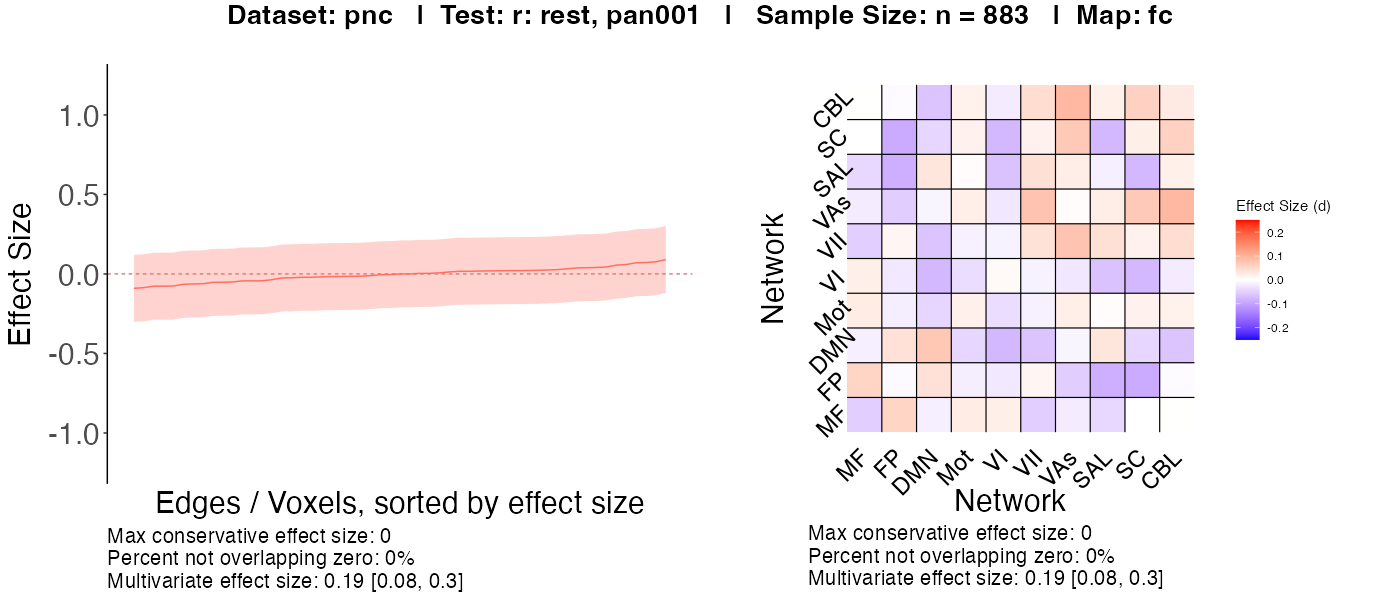 Dataset: pnc | Test: r: rest, pan001 | Sample Size: n = 883 | Map: fc
Effect Size
1.0
0.5
0.0
-0.5
-1.0
Edges / Voxels, sorted by effect size
Max conservative effect size: 0
Percent not overlapping zero: 0%
Multivariate effect size: 0.19 [0.08, 0.3]
Network
CBL
SC
SAL
VAs
VII
VI
Mot
DMN
FP
MF
MF
FP
DMN
Mot
VI
VII
VAs
SAL
SC
CBL
Network
Max conservative effect size: 0
Percent not overlapping zero: 0%
Multivariate effect size: 0.19 [0.08, 0.3]
Effect Size (d)
0.2
0.1
0.0
-0.1
-0.2